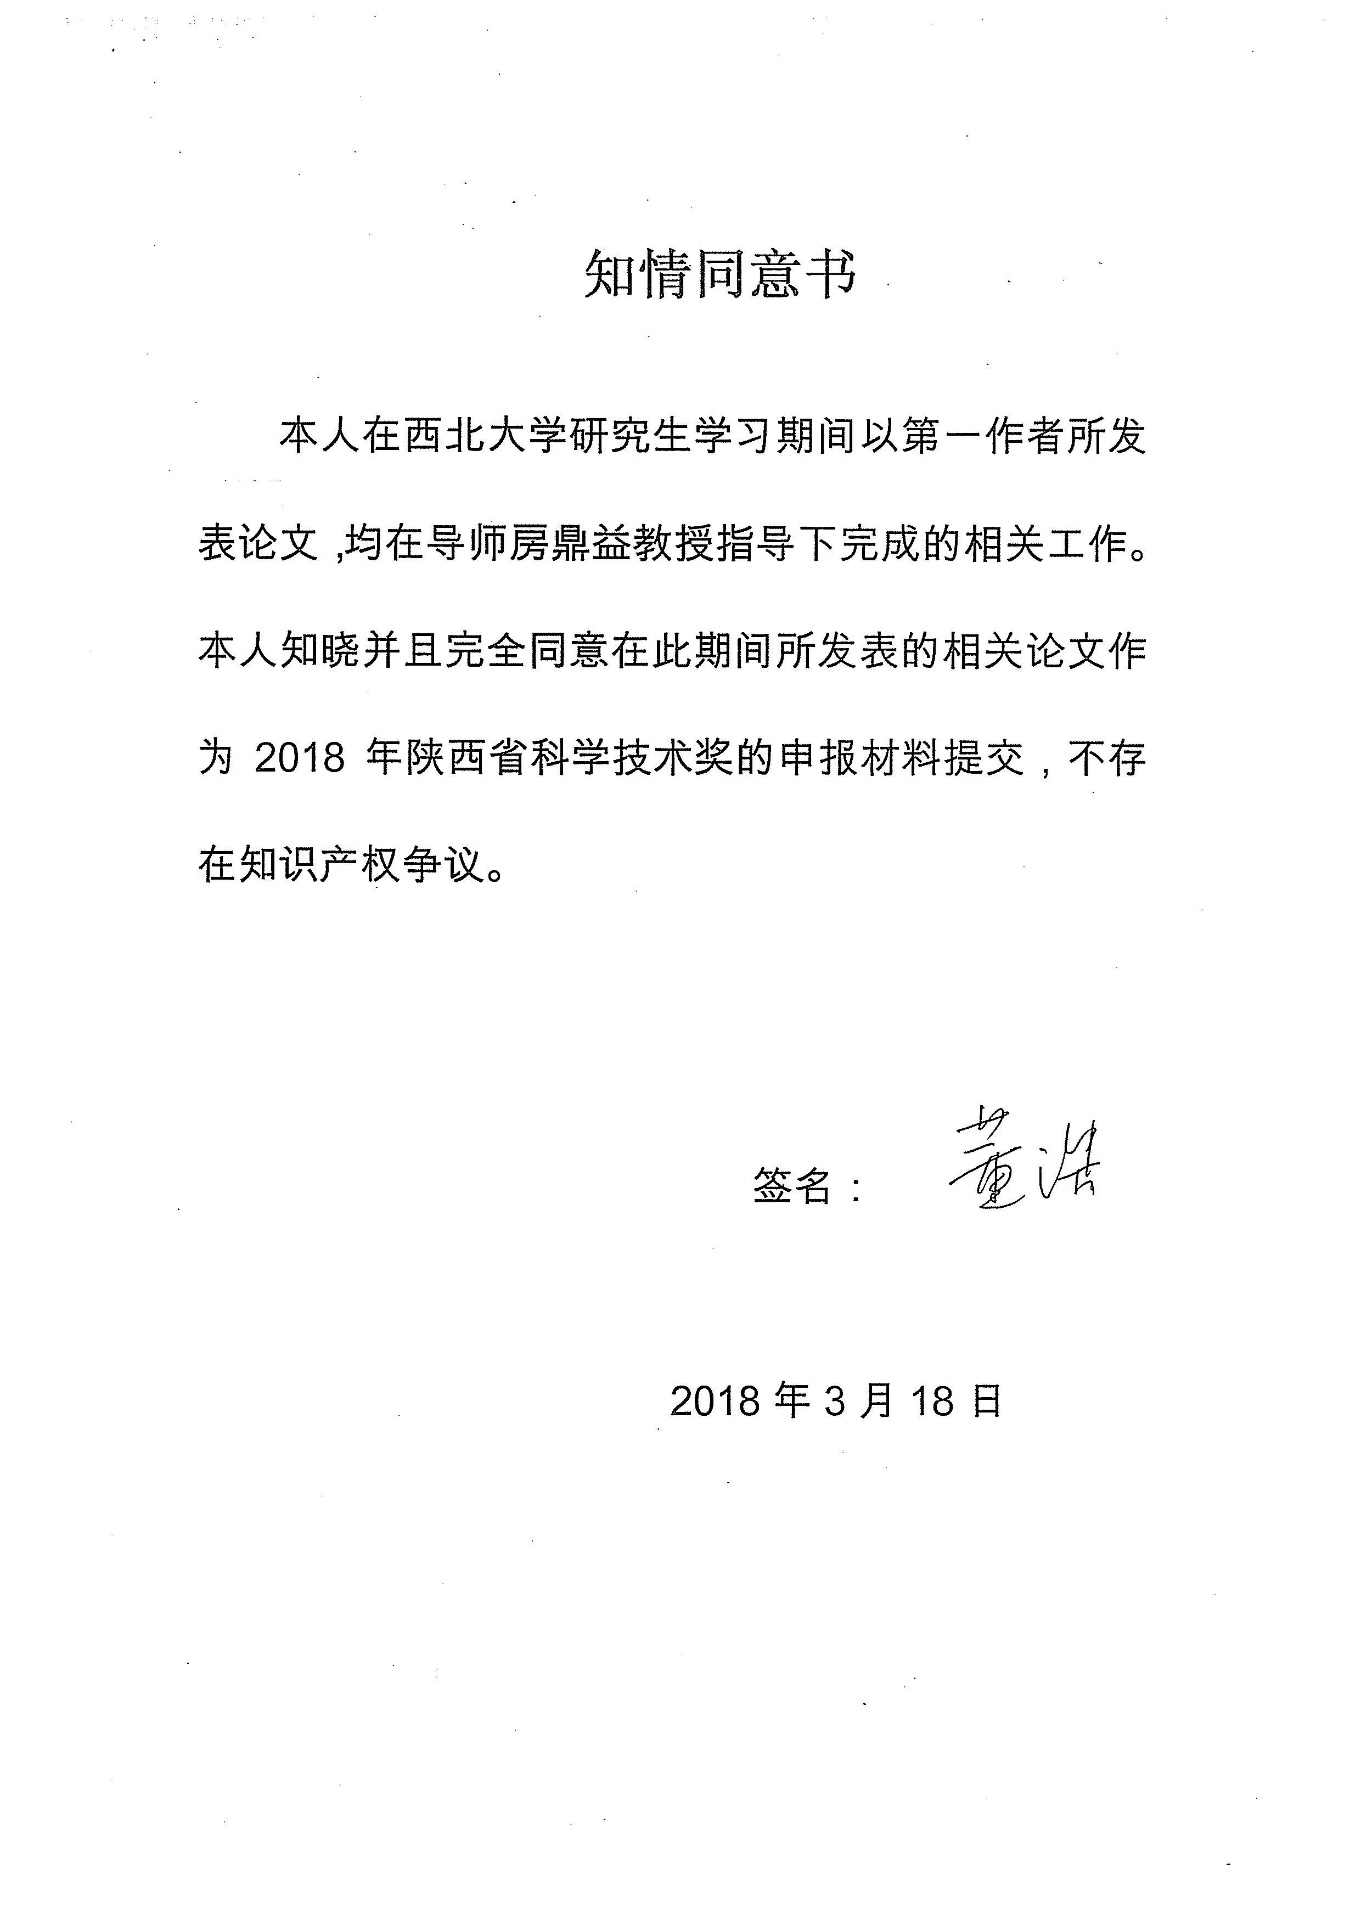 知情同意书
本人在西北大学研究生学习期间以第一作者所发
表论文,均在导师房鼎益教授指导下完成的相关工作。
本人知晓并且完全同意在此期间所发表的相关论文作
为 2018 年陕西省科学技术奖的申报材料提交,不存
在知识产权争议。
签名: 董浩
2018 年 3 月 18 日